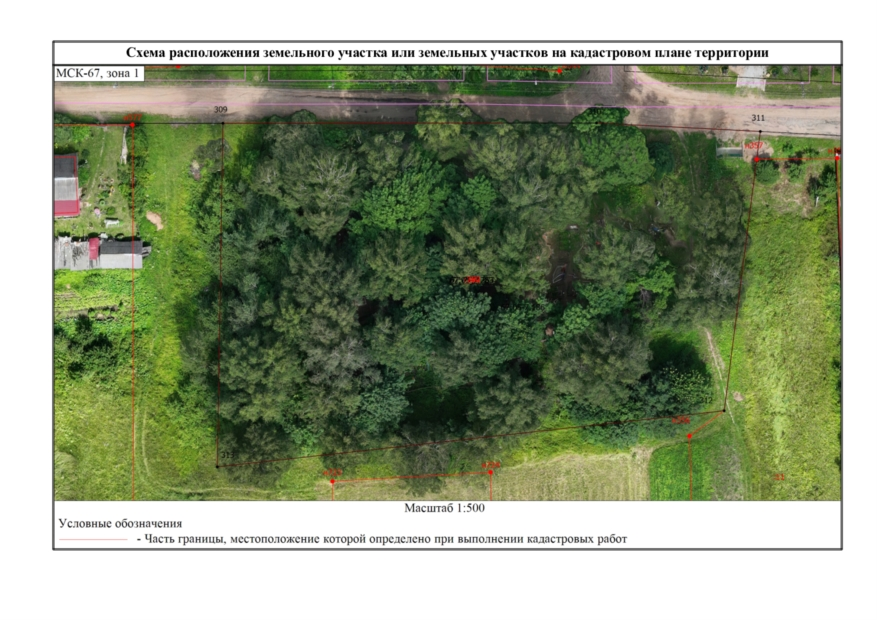 Схема расположения земельного участка или земельных участков на кадастровом плане территории
МСК-67, зона 1
309
311
31
Масштаб 1:500
Условные обозначения
- Часть границы, местоположение которой определено при выполнении кадастровых работ